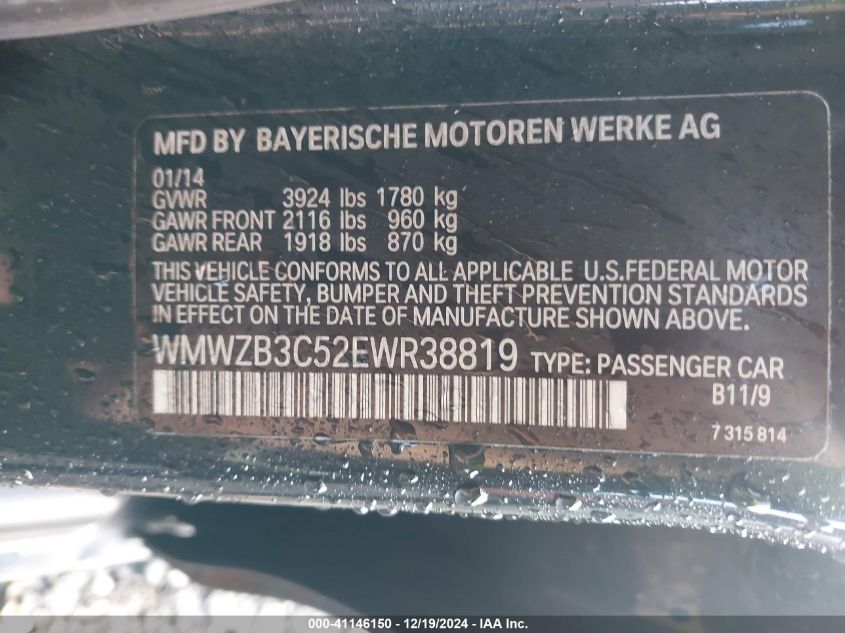 MFD BY BAYERISCHE MOTOREN WERKE AG
01/14
GVWR 3924 lbs 1780 kg
GAWR FRONT 2116 lbs 960 kg
GAWR REAR 1918 lbs 870 kg
THIS VEHICLE CONFORMS TO ALL APPLICABLE U.S.FEDERAL MOTOR
VEHICLE SAFETY, BUMPER AND THEFT PREVENTION STANDARDS
IN EFFECT ON THE DATE OF MANUFACTURE SHOWN ABOVE.
WMWZB3C52EWR38819 TYPE: PASSENGER CAR
B11/9
7 315 814
000-41146150 - 12/19/2024 - IAA Inc.